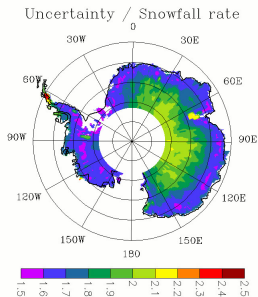 Uncertainty / Snowfall rate
0
30W 30E
60W 60E
90W 90E
120W 120E
150W 150E
180
1.5 1.6 1.7 1.8 1.9 2 2.1 2.2 2.3 2.4 2.5